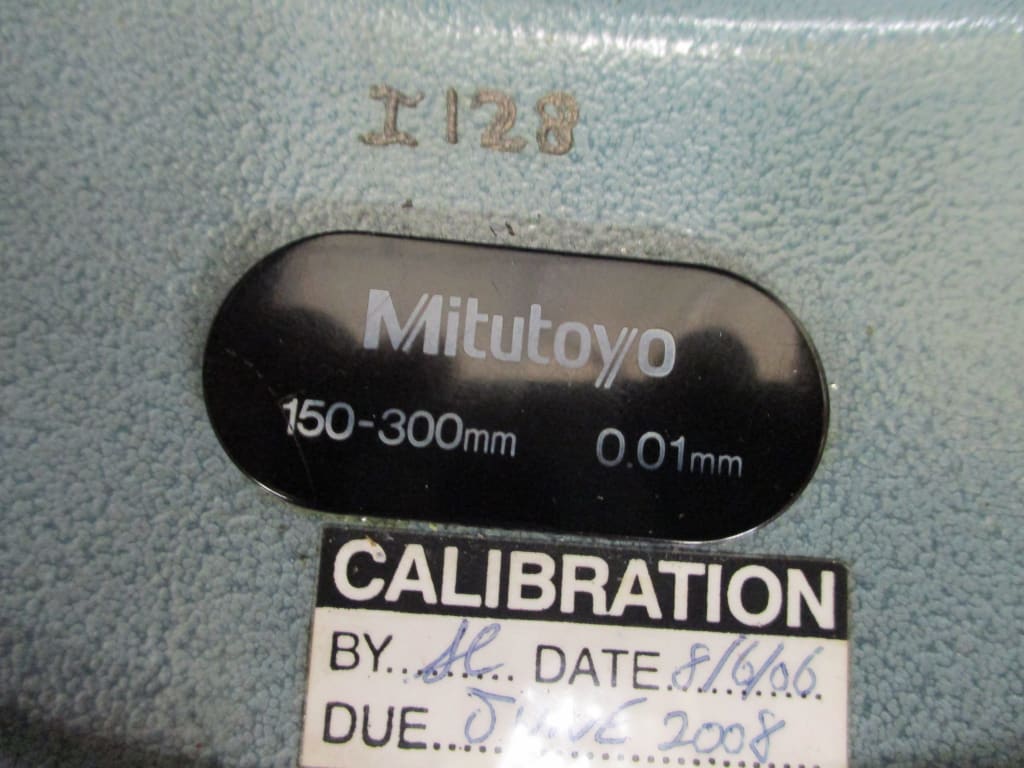 I128
Mitutoyo
150-300mm 0.01mm
CALIBRATION
BY........... DATE 8/6/06
DUE... JUNE 2008